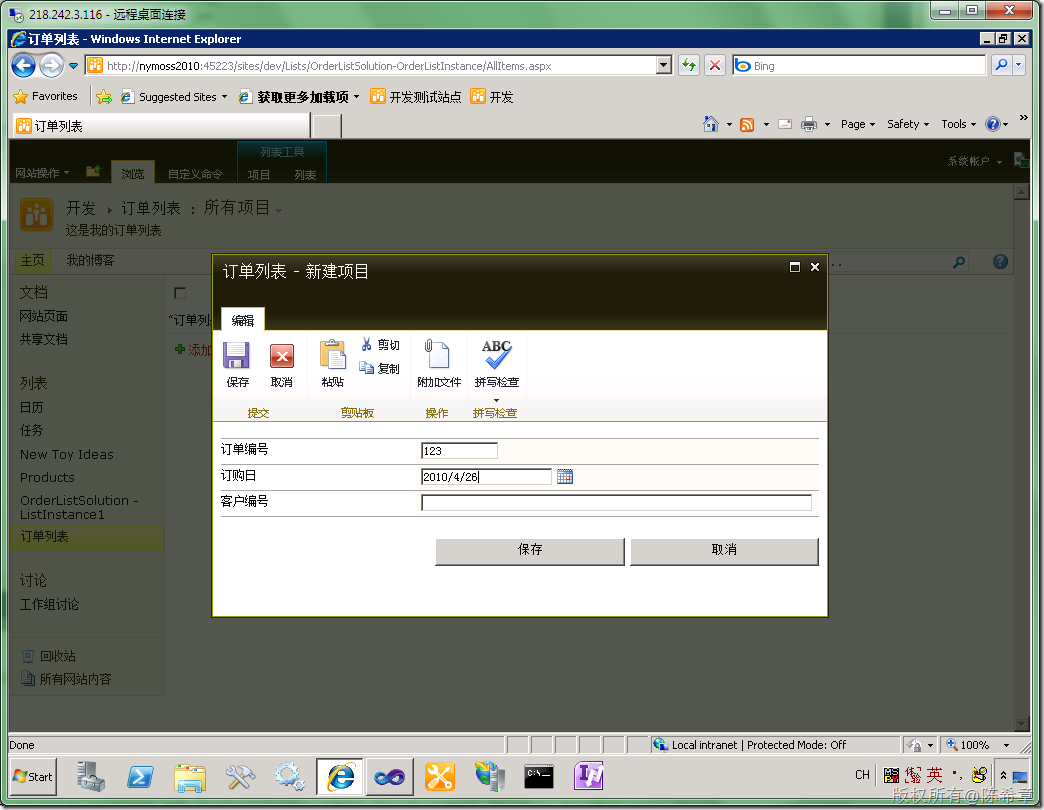 218.242.3.116 - 远程桌面连接
订单列表 - Windows Internet Explorer
http://nymoss2010:45223/sites/dev/Lists/OrderListSolution-OrderListInstance/AllItems.aspx
Bing
Favorites
Suggested Sites
获取更多加载项
开发测试站点
开发
订单列表
Page
Safety
Tools
列表工具
系统帐户
网站操作
浏览
自定义命令
项目
列表
开发 ▸ 订单列表 : 所有项目
这是我的订单列表
主页
我的博客
文档
网站页面
共享文档
列表
日历
任务
New Toy Ideas
Products
OrderListSolution -
ListInstance1
订单列表
讨论
工作组讨论
回收站
所有网站内容
"订单列
添加
订单列表 - 新建项目
编辑
保存
取消
粘贴
剪切
复制
附加文件
ABC
拼写检查
提交
剪贴板
操作
拼写检查
订单编号
123
订购日
2010/4/26
客户编号
保存
取消
Done
Local intranet | Protected Mode: Off
100%
Start
C:\_
CH
英
版权所有@陈希章